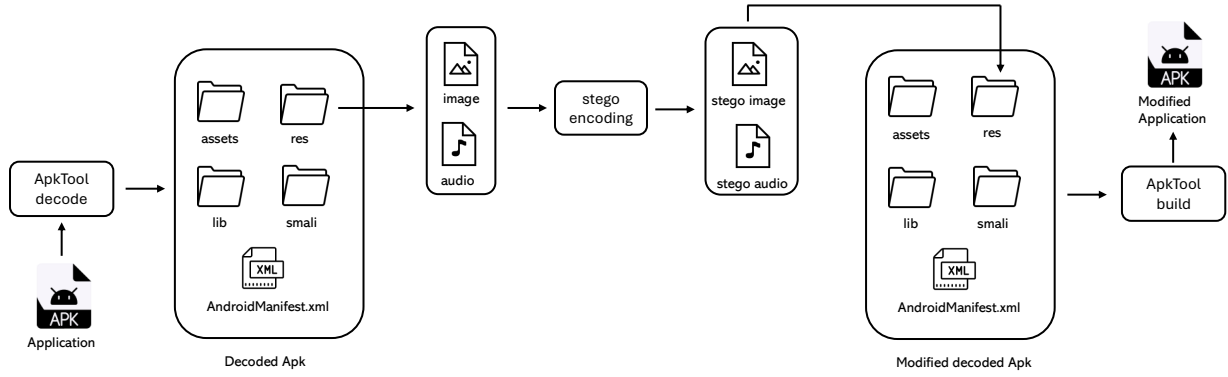 ApkTool
decode
APK
Application
assets
res
lib
smali
XML
AndroidManifest.xml
Decoded Apk
image
audio
stego
encoding
stego image
stego audio
assets
res
lib
smali
XML
AndroidManifest.xml
Modified decoded Apk
APK
Modified
Application
ApkTool
build